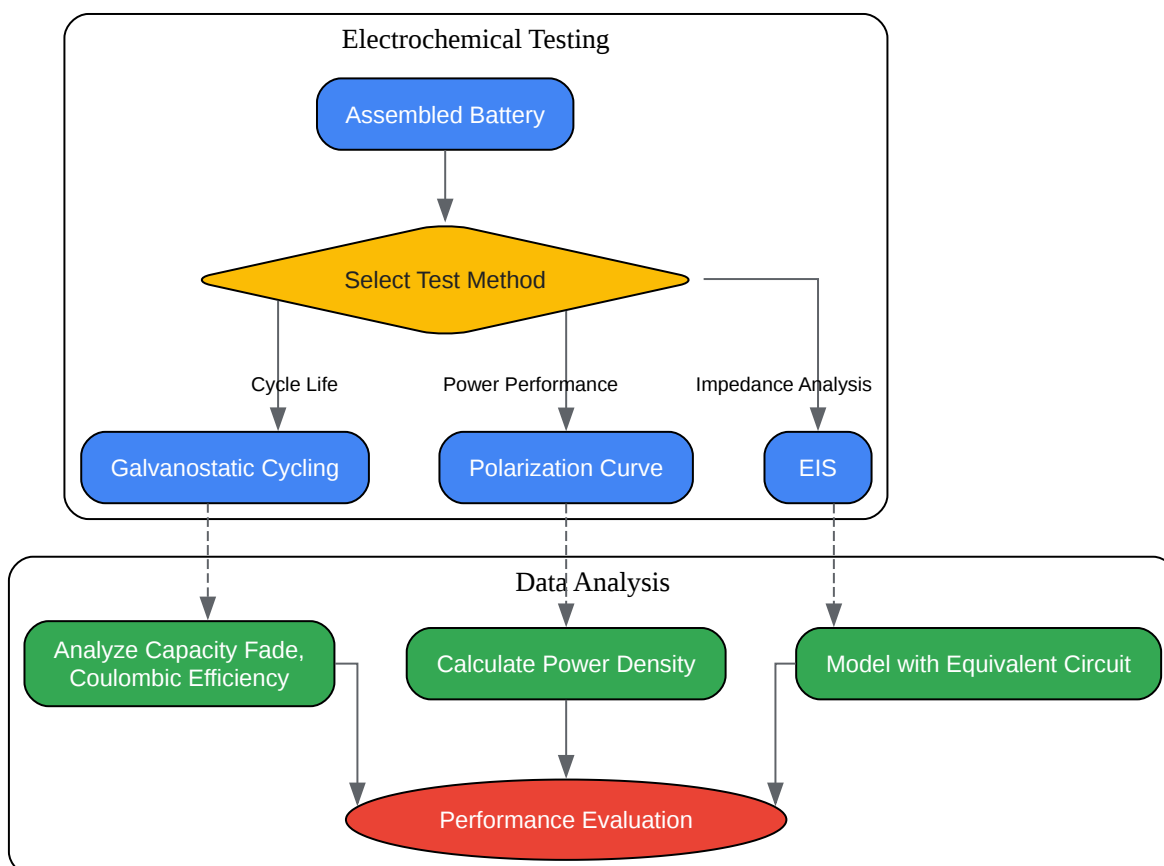 Electrochemical Testing
Assembled Battery
Select Test Method
Cycle Life
Power Performance
Impedance Analysis
Galvanostatic Cycling
Polarization Curve
EIS
Data Analysis
Analyze Capacity Fade,
Coulombic Efficiency
Calculate Power Density
Model with Equivalent Circuit
Performance Evaluation